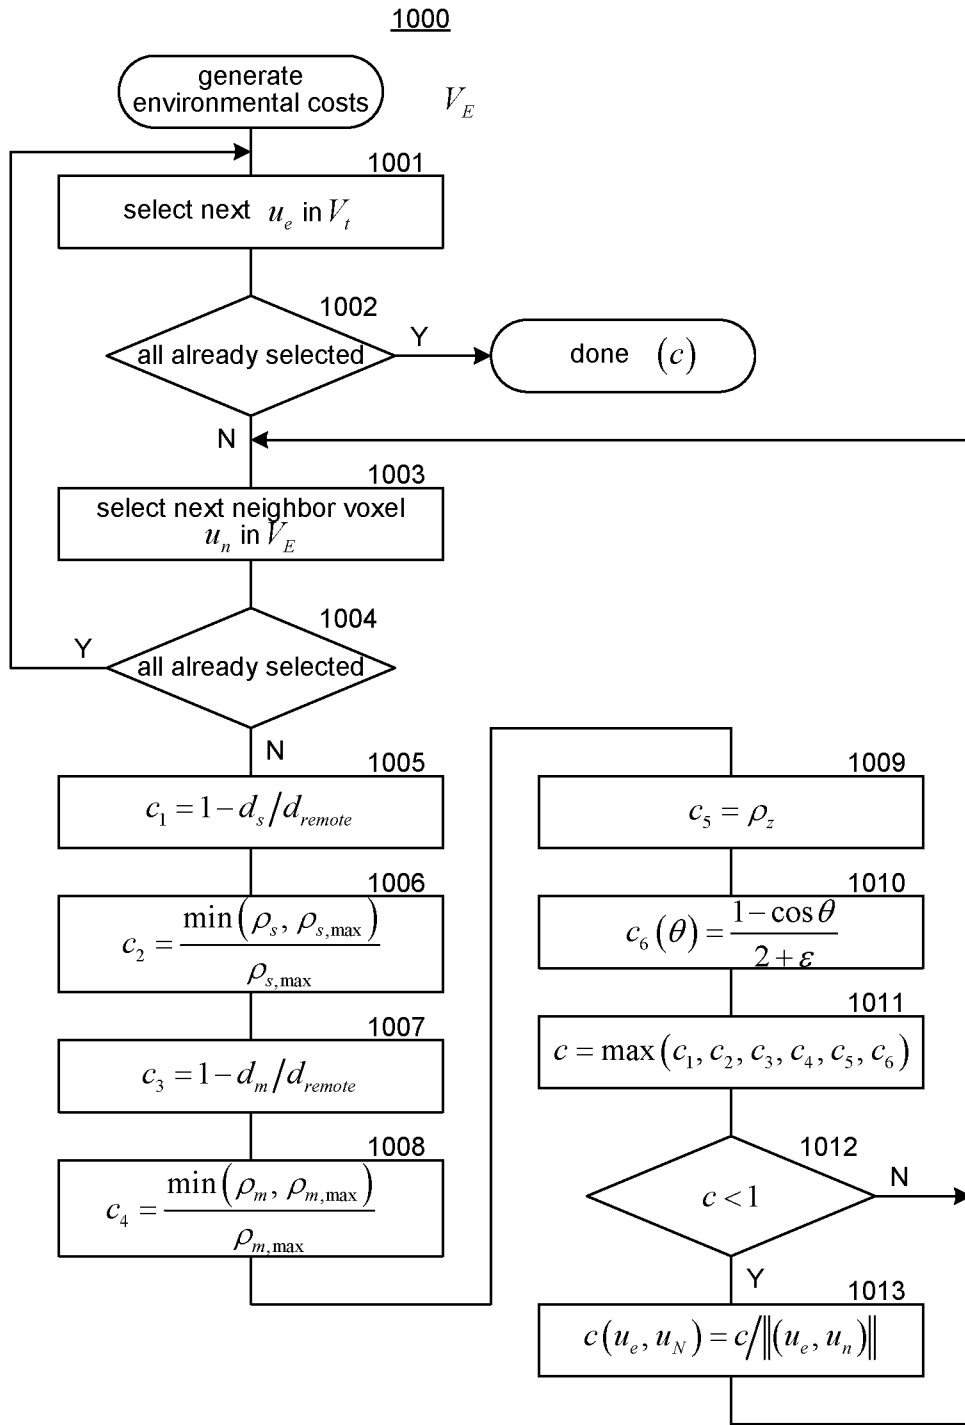 1000
generate
environmental costs
V_E
1001
select next u_e in V_t
1002
all already selected
Y
done (c)
N
1003
select next neighbor voxel
u_n in V_E
1004
Y
all already selected
N
1005
c_1 = 1 − d_s/d_remote
1006
c_2 = min(ρ_s, ρ_s,max) / ρ_s,max
1007
c_3 = 1 − d_m/d_remote
1008
c_4 = min(ρ_m, ρ_m,max) / ρ_m,max
1009
c_5 = ρ_z
1010
c_6(θ) = (1 − cos θ) / (2 + ε)
1011
c = max(c_1, c_2, c_3, c_4, c_5, c_6)
1012
c < 1
N
Y
1013
c(u_e, u_N) = c/‖(u_e, u_n)‖